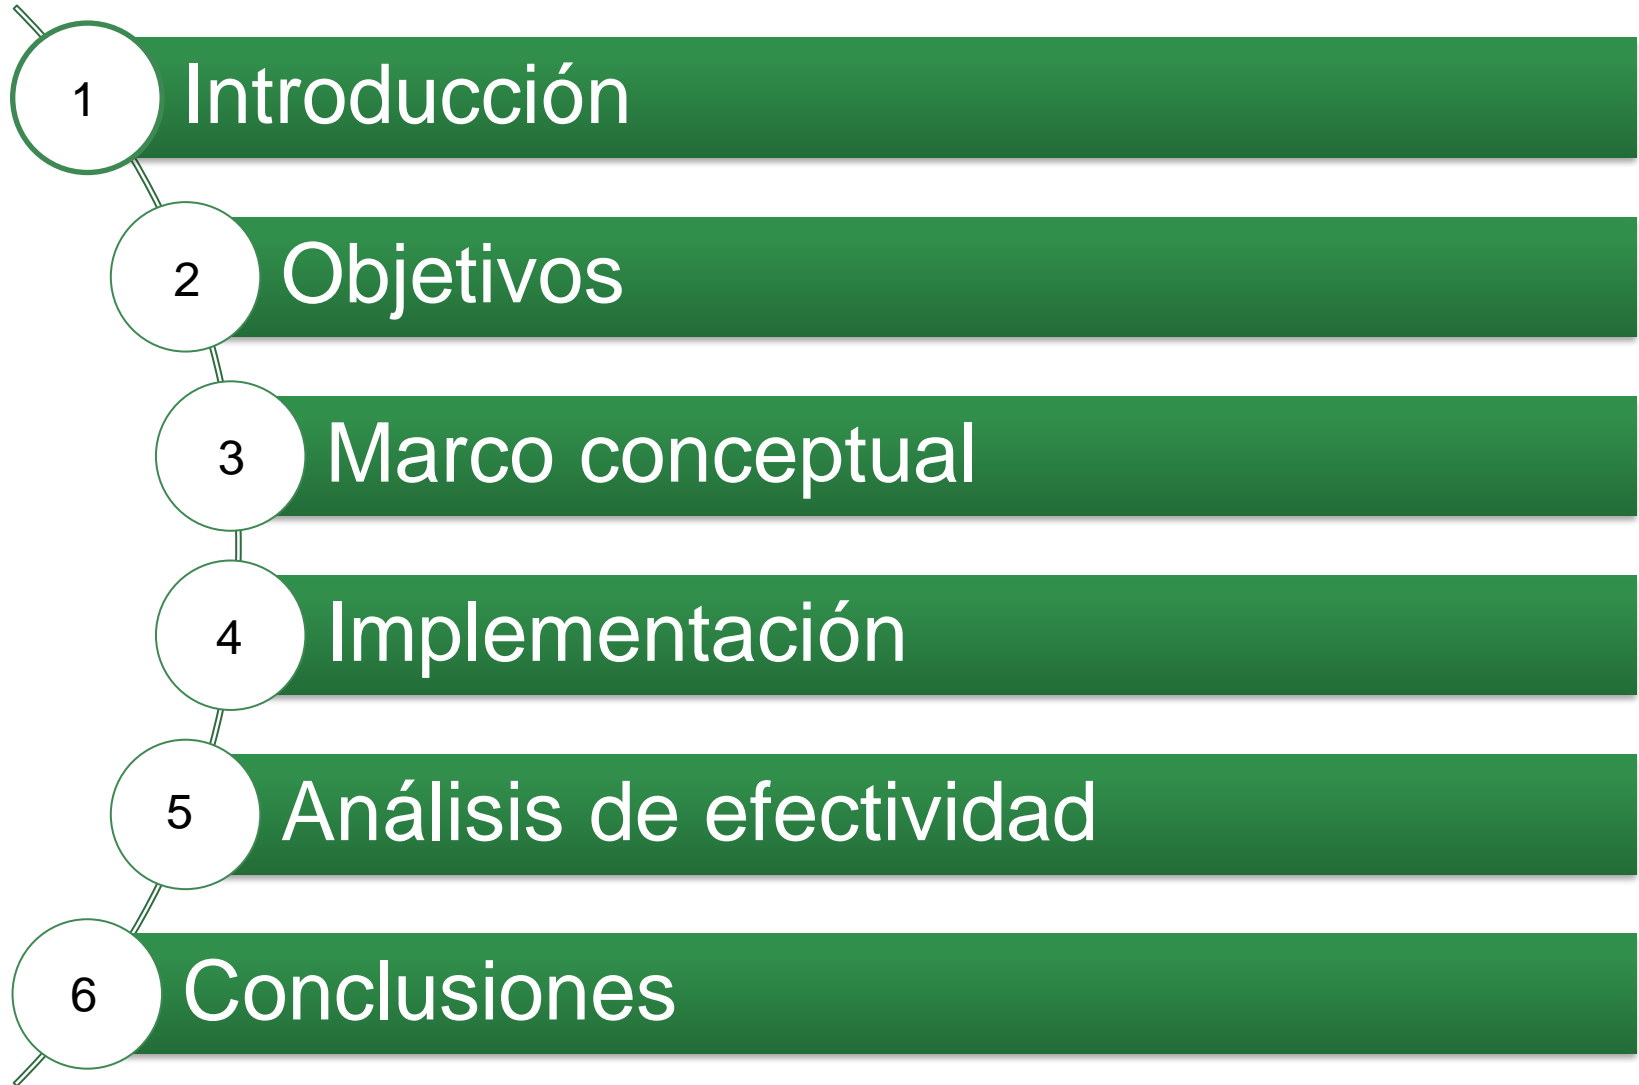 1 Introducción
2 Objetivos
3 Marco conceptual
4 Implementación
5 Análisis de efectividad
6 Conclusiones